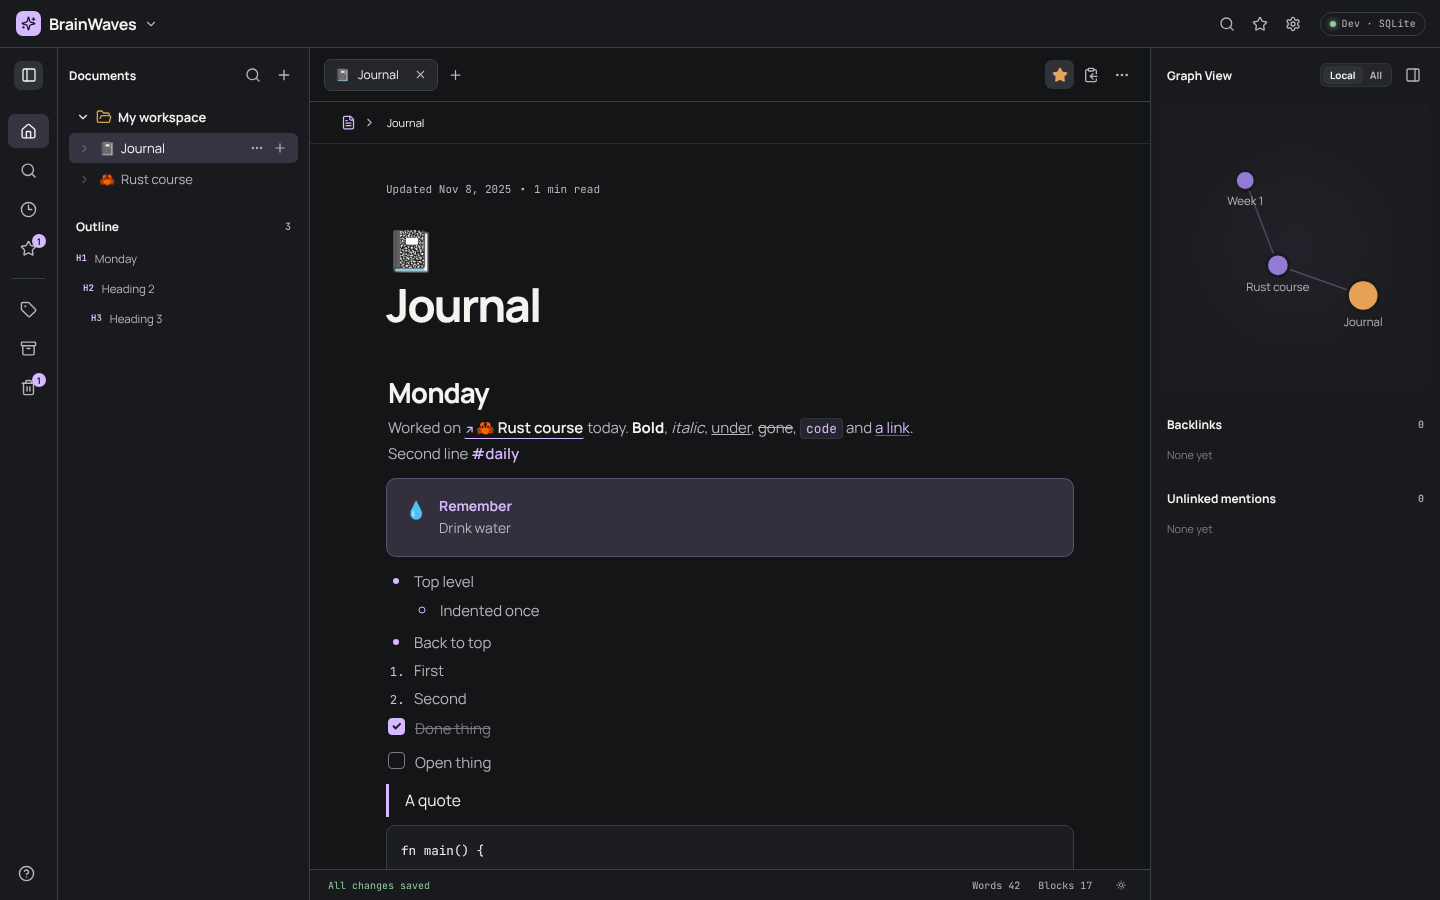 BrainWaves
Dev · SQLite
Documents
My workspace
Journal
Rust course
Outline 3
H1 Monday
H2 Heading 2
H3 Heading 3
1
1
Journal
Journal
Updated Nov 8, 2025 • 1 min read
Journal
Monday
Worked on ↗ 🦀 Rust course today. Bold, italic, under, gone, code and a link.
Second line #daily
Remember
Drink water
Top level
Indented once
Back to top
1. First
2. Second
Done thing
Open thing
A quote
fn main() {
All changes saved
Words 42 Blocks 17
Graph View
Local All
Week 1
Rust course
Journal
Backlinks 0
None yet
Unlinked mentions 0
None yet